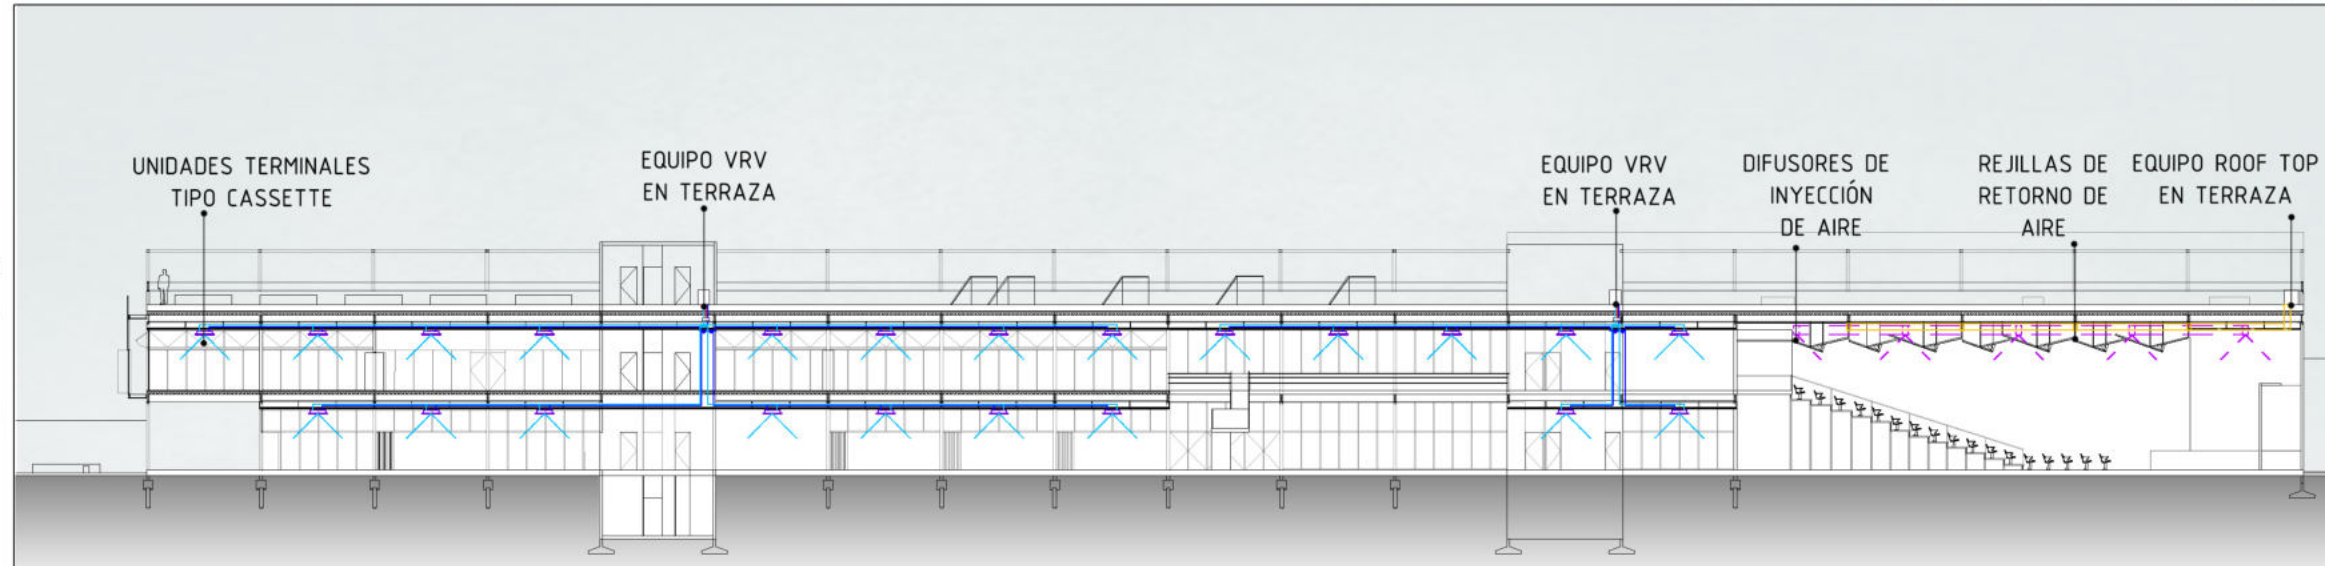 UNIDADES TERMINALES
TIPO CASSETTE
EQUIPO VRV
EN TERRAZA
EQUIPO VRV
EN TERRAZA
DIFUSORES DE
INYECCIÓN
DE AIRE
REJILLAS DE
RETORNO DE
AIRE
EQUIPO ROOF TOP
EN TERRAZA